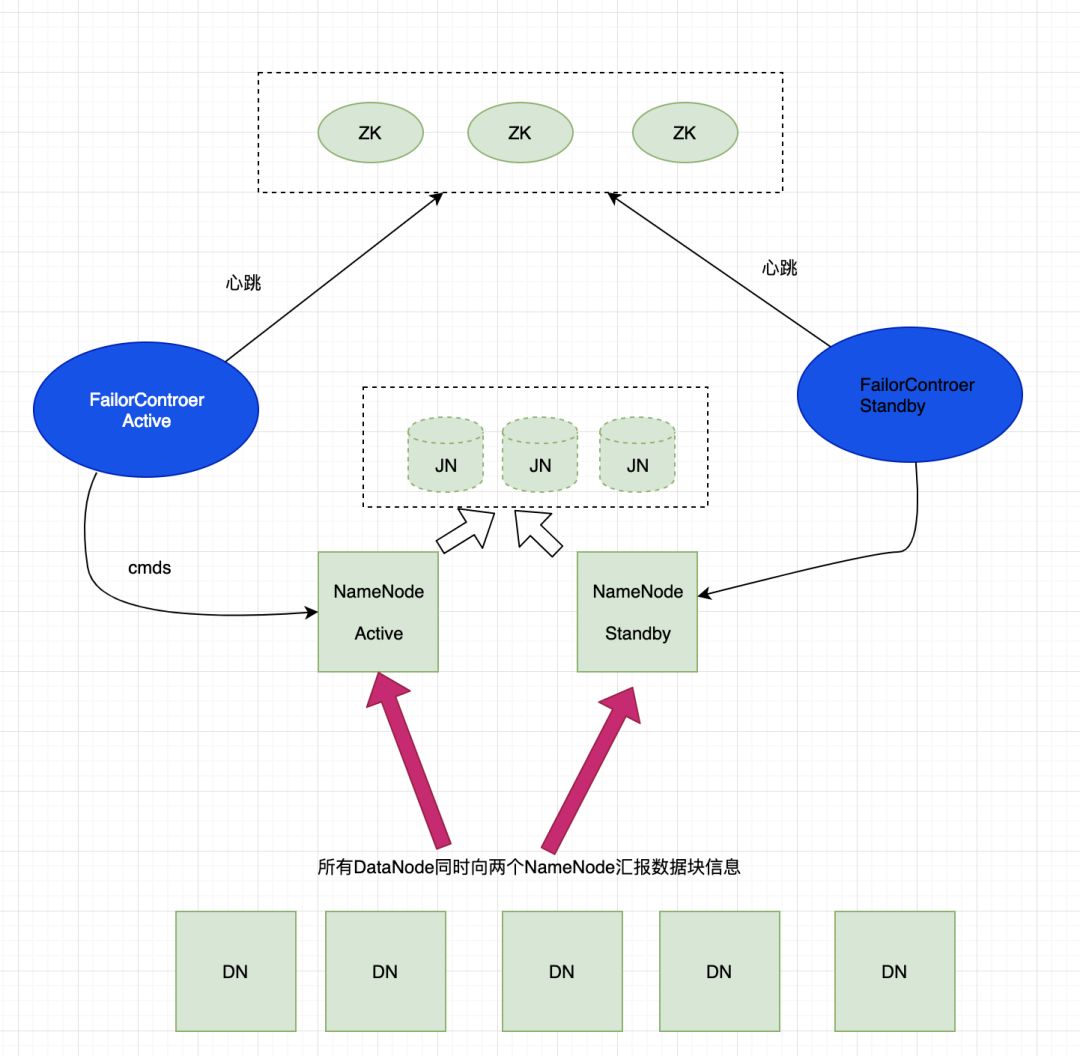 ZK
ZK
ZK
心跳
心跳
FailorControer
Active
FailorControer
Standby
JN
JN
JN
cmds
NameNode
Active
NameNode
Standby
所有DataNode同时向两个NameNode汇报数据块信息
DN
DN
DN
DN
DN